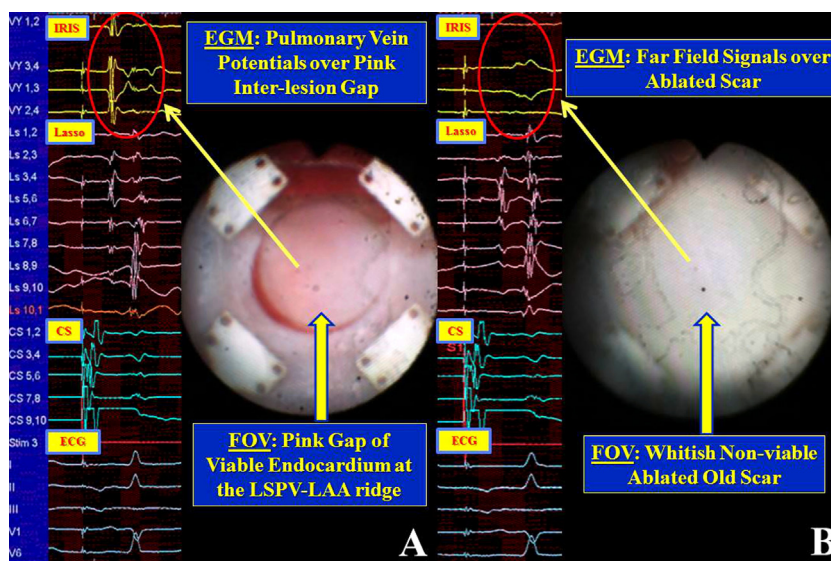 VY 1,2
IRIS
VY 3,4
VY 1,3
VY 2,4
Lasso
Ls 1,2
Ls 2,3
Ls 3,4
Ls 5,6
Ls 6,7
Ls 7,8
Ls 8,9
Ls 9,10
Ls 10,1
CS
CS 1,2
CS 3,4
CS 5,6
CS 7,8
CS 9,10
ECG
Stim 3
I
II
III
V1
V6
EGM: Pulmonary Vein
Potentials over Pink
Inter-lesion Gap
FOV: Pink Gap of
Viable Endocardium at
the LSPV-LAA ridge
A
IRIS
Lasso
CS
S1
ECG
EGM: Far Field Signals over
Ablated Scar
FOV: Whitish Non-viable
Ablated Old Scar
B